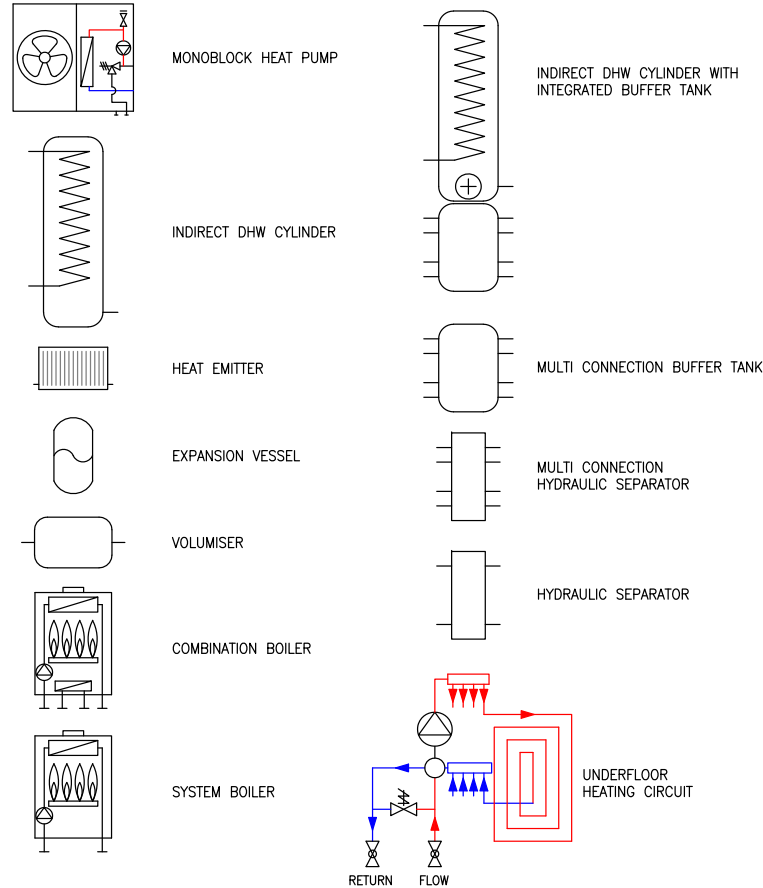 MONOBLOCK HEAT PUMP
INDIRECT DHW CYLINDER
HEAT EMITTER
EXPANSION VESSEL
VOLUMISER
COMBINATION BOILER
SYSTEM BOILER
INDIRECT DHW CYLINDER WITH
INTEGRATED BUFFER TANK
MULTI CONNECTION BUFFER TANK
MULTI CONNECTION
HYDRAULIC SEPARATOR
HYDRAULIC SEPARATOR
UNDERFLOOR
HEATING CIRCUIT
RETURN
FLOW